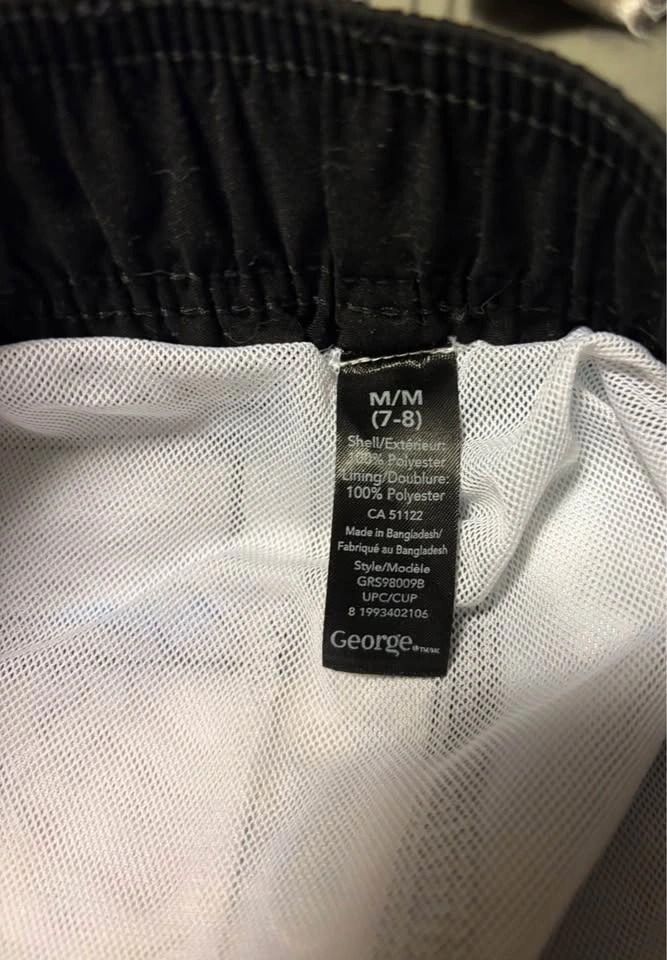 M/M
(7-8)
Shell/Extérieur:
100% Polyester
Lining/Doublure:
100% Polyester
CA 51122
Made in Bangladesh/
Fabriqué au Bangladesh
Style/Modèle
GRS98009B
UPC/CUP
8 1993402106
George